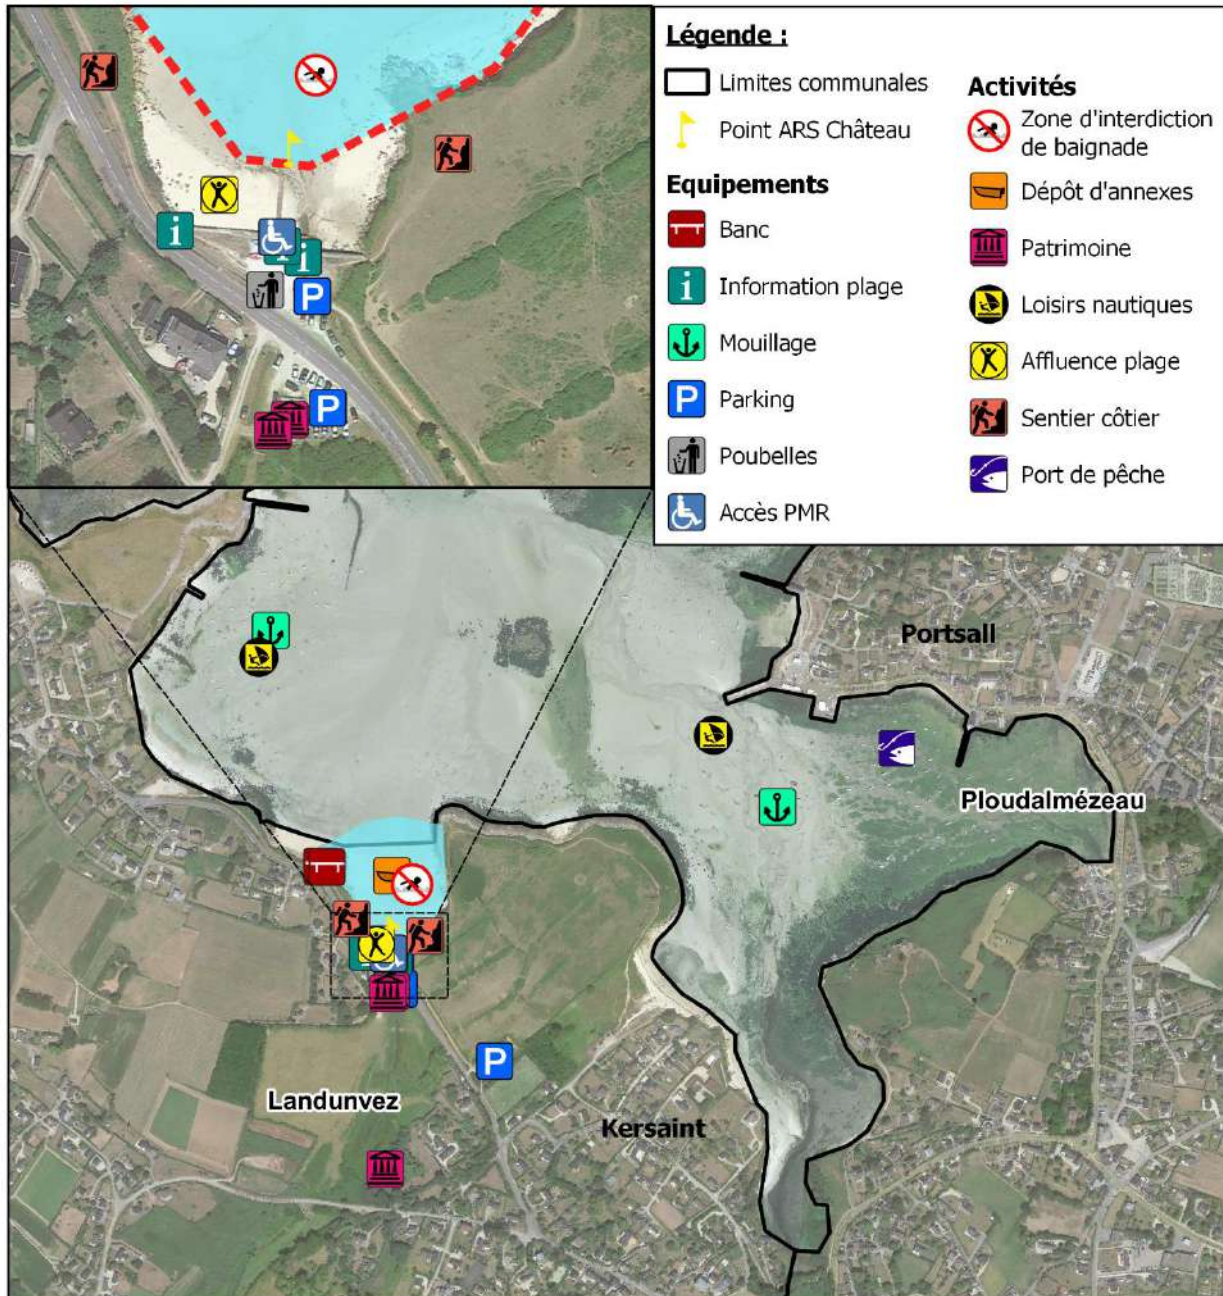 Légende :
Limites communales
Point ARS Château
Equipements
Banc
Information plage
Mouillage
Parking
Poubelles
Accès PMR
Activités
Zone d'interdiction
de baignade
Dépôt d'annexes
Patrimoine
Loisirs nautiques
Affluence plage
Sentier côtier
Port de pêche
i
P
i
i
P
P
Portsall
Ploudalmézeau
P
Landunvez
Kersaint